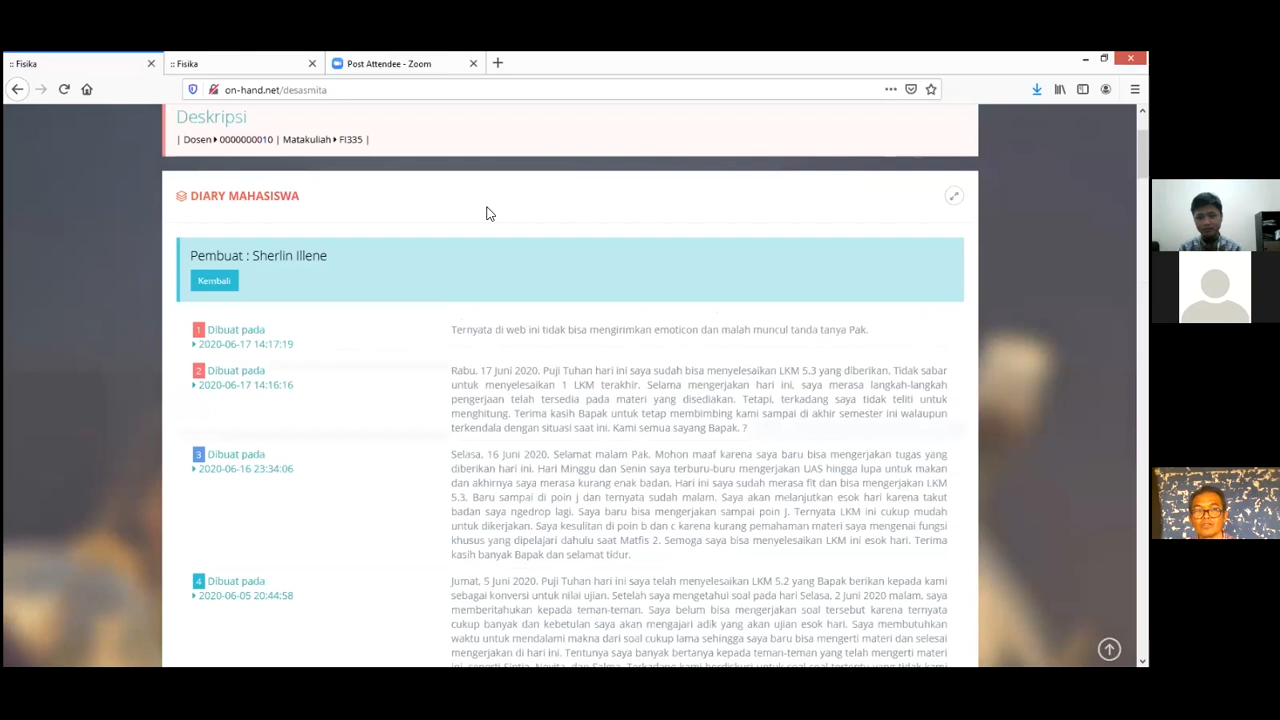 :: Fisika
:: Fisika
Post Attendee - Zoom
on-hand.net/desasmita
Deskripsi
| Dosen 0000000010 | Matakuliah FI335 |
DIARY MAHASISWA
Pembuat : Sherlin Illene
Kembali
1 Dibuat pada
2020-06-17 14:17:19
Ternyata di web ini tidak bisa mengirimkan emoticon dan malah muncul tanda tanya Pak.
2 Dibuat pada
2020-06-17 14:16:16
Rabu, 17 Juni 2020. Puji Tuhan hari ini saya sudah bisa menyelesaikan LKM 5.3 yang diberikan. Tidak sabar
untuk menyelesaikan 1 LKM terakhir. Selama mengerjakan hari ini, saya merasa langkah-langkah
pengerjaan telah tersedia pada materi yang disediakan. Tetapi, terkadang saya tidak teliti untuk
menghitung. Terima kasih Bapak untuk tetap membimbing kami sampai di akhir semester ini walaupun
terkendala dengan situasi saat ini. Kami semua sayang Bapak. ?
3 Dibuat pada
2020-06-16 23:34:06
Selasa, 16 Juni 2020. Selamat malam Pak. Mohon maaf karena saya baru bisa mengerjakan tugas yang
diberikan hari ini. Hari Minggu dan Senin saya terburu-buru mengerjakan UAS hingga lupa untuk makan
dan akhirnya saya merasa kurang enak badan. Hari ini saya sudah merasa fit dan bisa mengerjakan LKM
5.3. Baru sampai di poin j dan ternyata sudah malam. Saya akan melanjutkan esok hari karena takut
badan saya ngedrop lagi. Saya baru bisa mengerjakan sampai poin J. Ternyata LKM ini cukup mudah
untuk dikerjakan. Saya kesulitan di poin b dan c karena kurang pemahaman materi saya mengenai fungsi
khusus yang dipelajari dahulu saat Matfis 2. Semoga saya bisa menyelesaikan LKM ini esok hari. Terima
kasih banyak Bapak dan selamat tidur.
4 Dibuat pada
2020-06-05 20:44:58
Jumat, 5 Juni 2020. Puji Tuhan hari ini saya telah menyelesaikan LKM 5.2 yang Bapak berikan kepada kami
sebagai konversi untuk nilai ujian. Setelah saya mengetahui soal pada hari Selasa, 2 Juni 2020 malam, saya
memberitahukan kepada teman-teman. Saya belum bisa mengerjakan soal tersebut karena ternyata
cukup banyak dan kebetulan saya akan mengajari adik yang akan ujian esok hari. Saya membutuhkan
waktu untuk mendalami makna dari soal cukup lama sehingga saya baru bisa mengerti materi dan selesai
mengerjakan di hari ini. Tentunya saya banyak bertanya kepada teman-teman yang telah mengerti materi
ini, seperti Sintia, Novita, dan Salma. Terkadang kami berdiskusi untuk soal-soal tertentu yang tidak kami